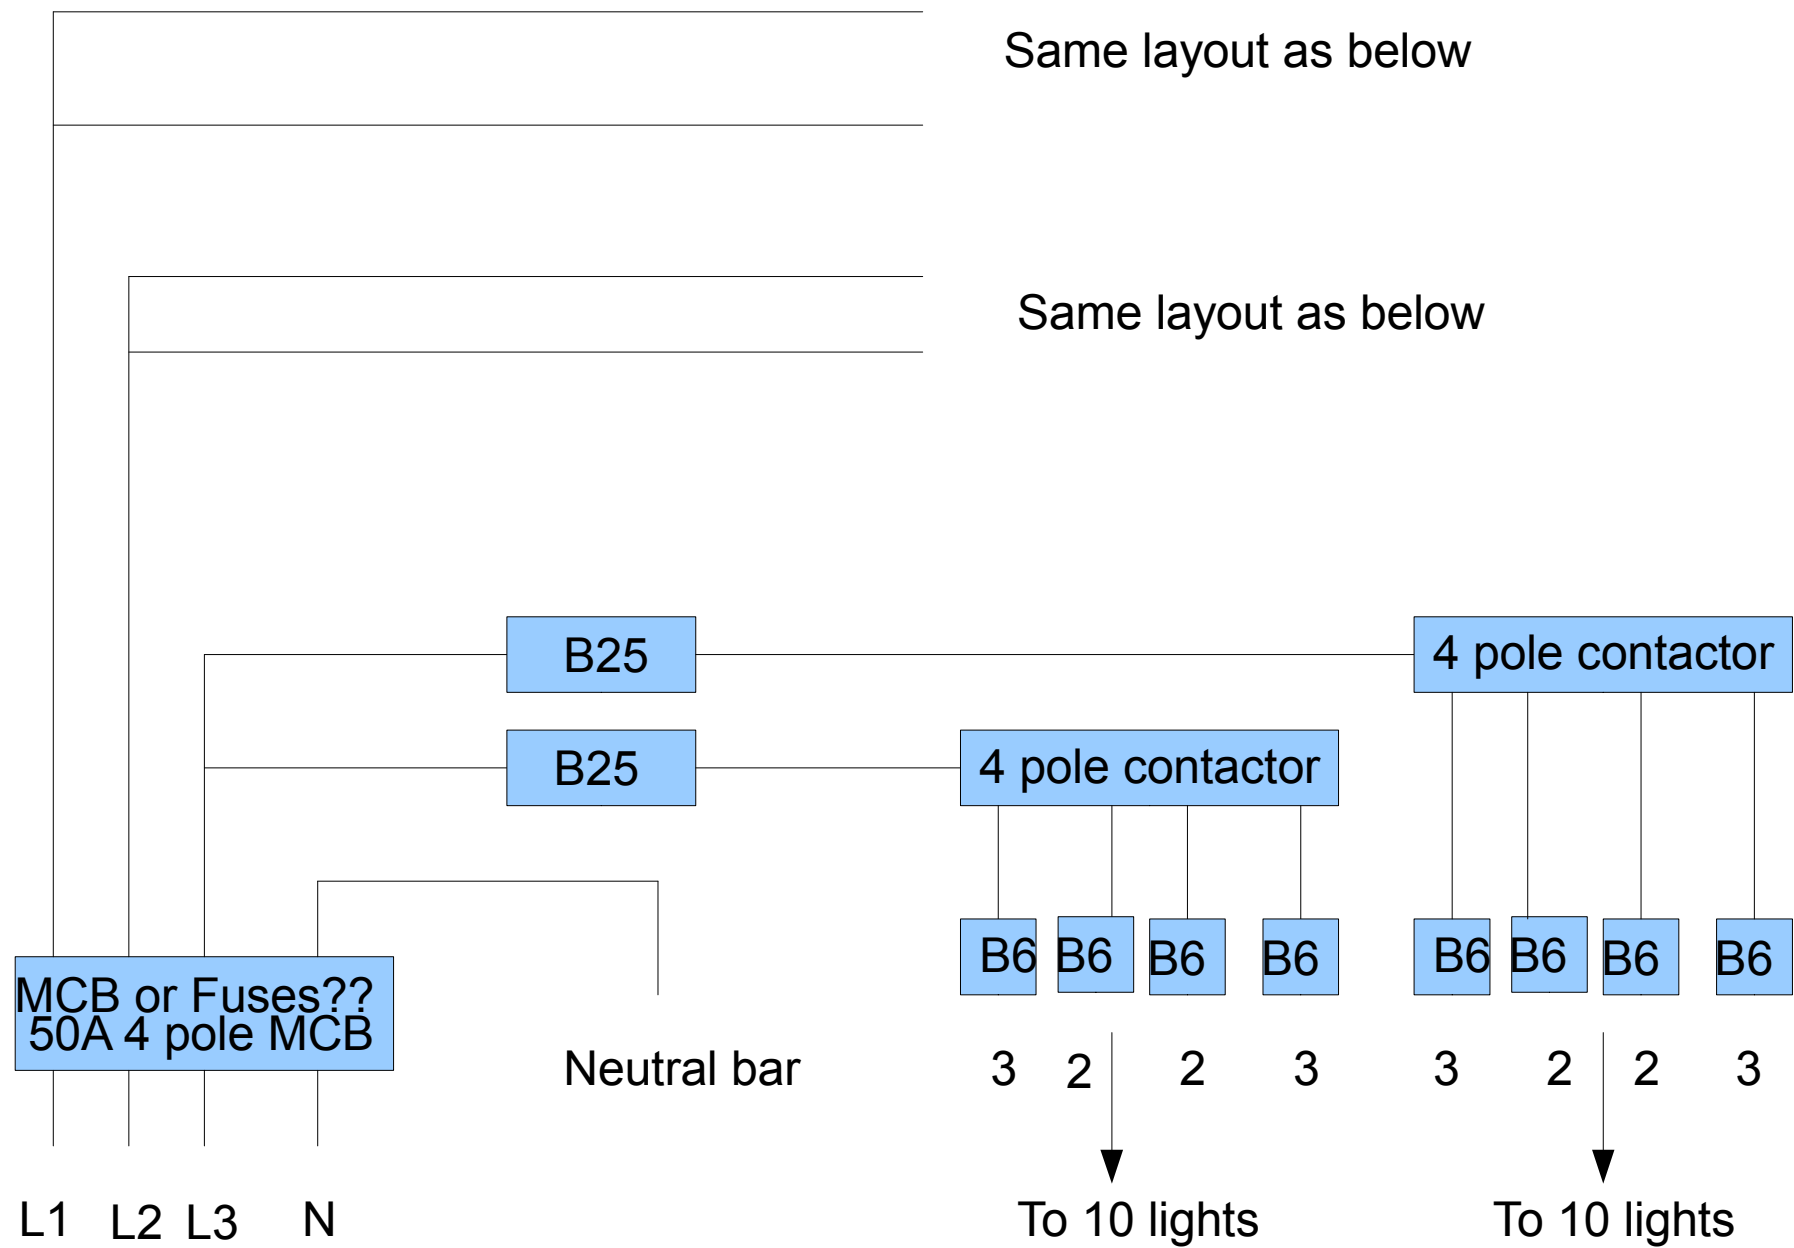 Same layout as below
Same layout as below
B25
4 pole contactor
B25
4 pole contactor
B6 B6 B6 B6 B6 B6 B6 B6
MCB or Fuses??
50A 4 pole MCB
Neutral bar
3 2 2 3 3 2 2 3
L1 L2 L3 N
To 10 lights
To 10 lights